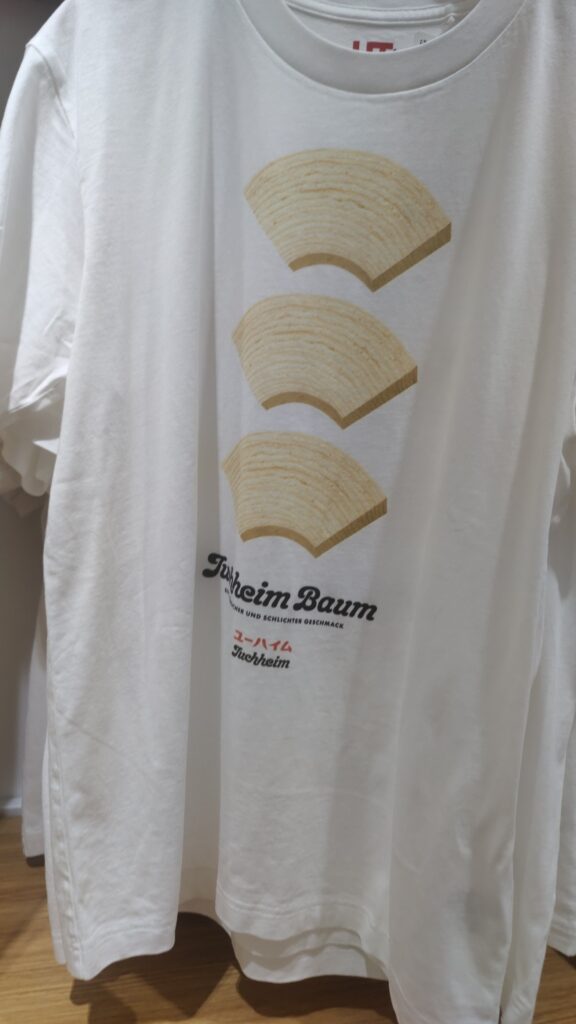 Juchheim Baum
UND SCHLICHTER GESCHMACK
ユーハイム
Juchheim